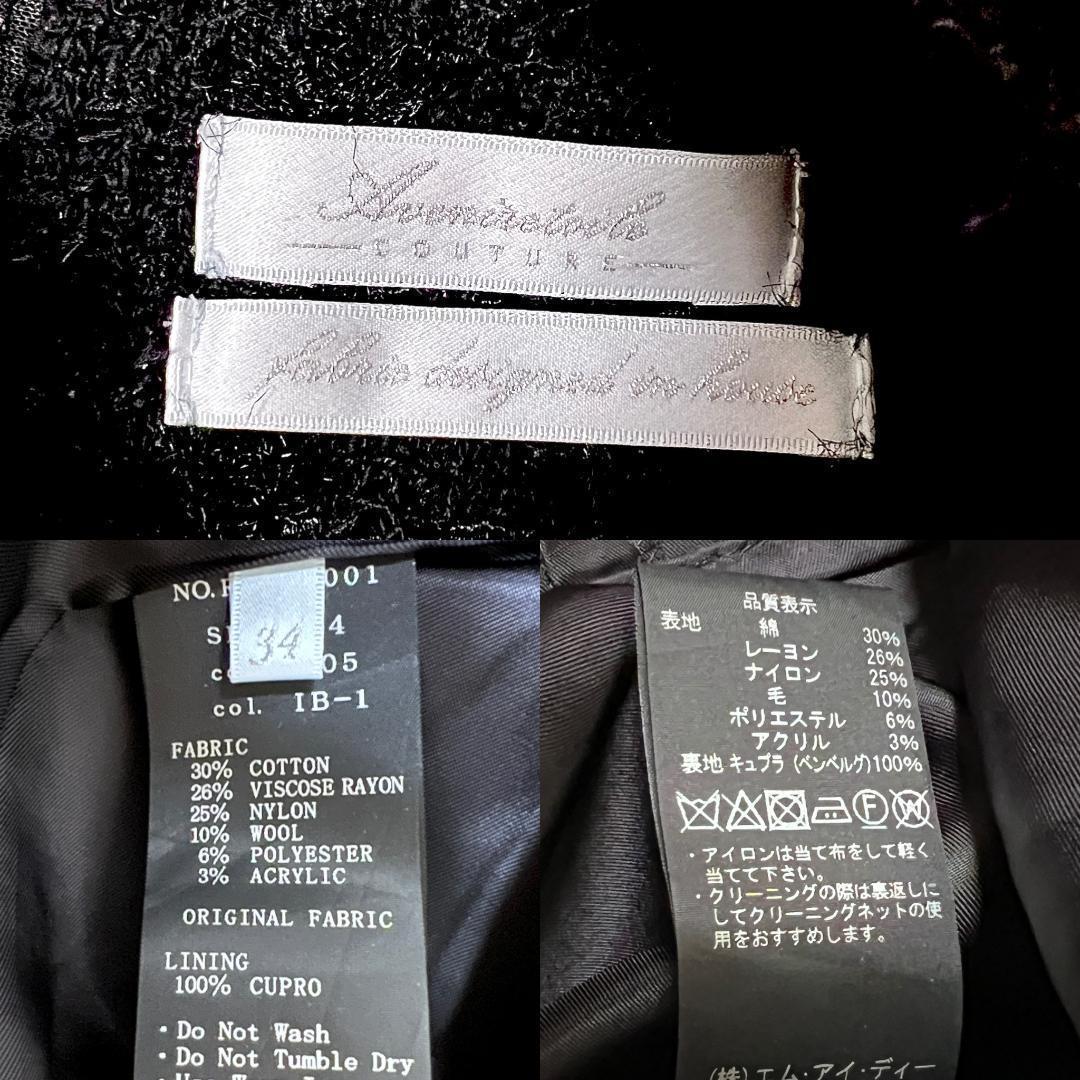 COUTURE
fabric designed in house
NO. 001
34
4
05
col. IB-1
FABRIC
30% COTTON
26% VISCOSE RAYON
25% NYLON
10% WOOL
6% POLYESTER
3% ACRYLIC
ORIGINAL FABRIC
LINING
100% CUPRO
・Do Not Wash
・Do Not Tumble Dry
品質表示
表地 綿 30%
レーヨン 26%
ナイロン 25%
毛 10%
ポリエステル 6%
アクリル 3%
裏地 キュプラ (ベンベルグ)100%
F W
・アイロンは当て布をして軽く
当てて下さい。
・クリーニングの際は裏返しに
してクリーニングネットの使
用をおすすめします。
(株)エム・アイ・ディー